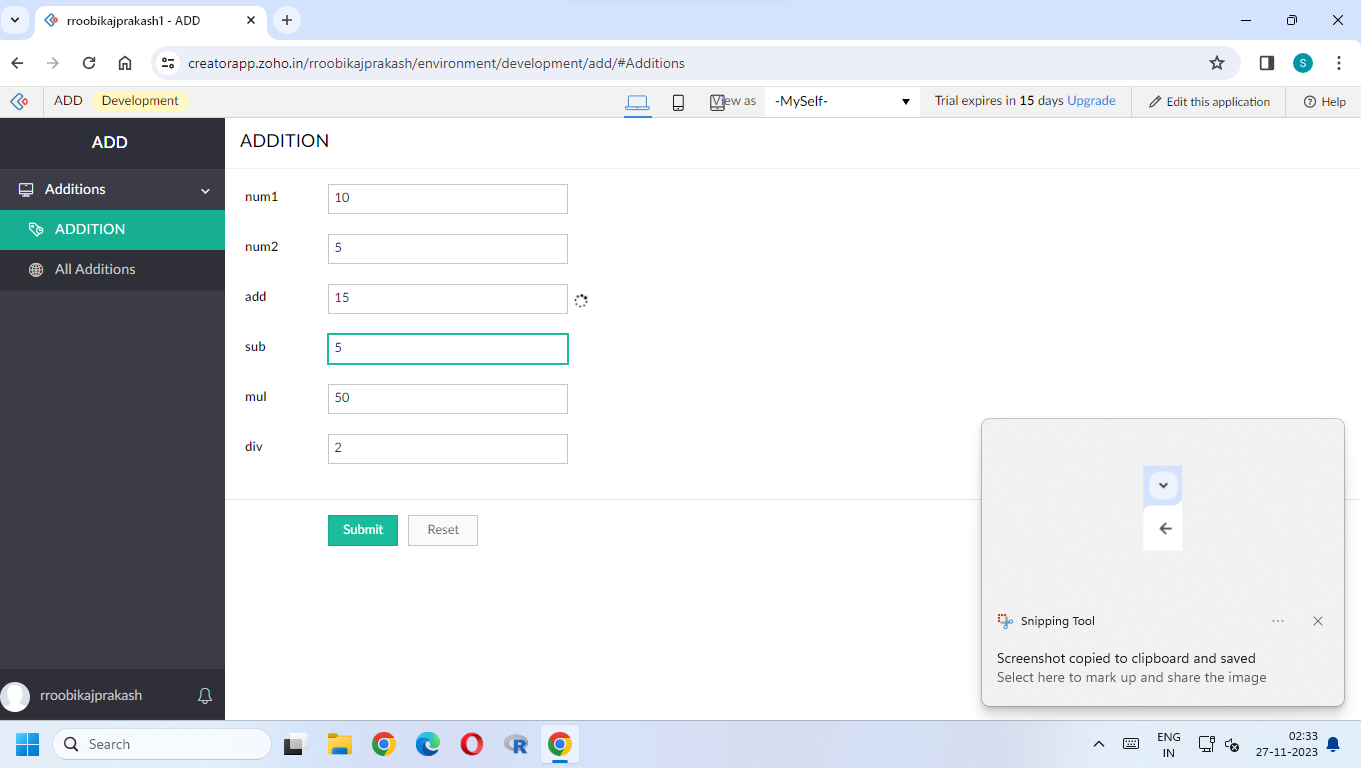 rroobikajprakash1 - ADD
creatorapp.zoho.in/rroobikajprakash/environment/development/add/#Additions
S
ADD Development View as -MySelf- Trial expires in 15 days Upgrade Edit this application Help
ADD
ADDITION
Additions
ADDITION
All Additions
num1 10
num2 5
add 15
sub 5
mul 50
div 2
Submit Reset
Snipping Tool
Screenshot copied to clipboard and saved
Select here to mark up and share the image
rroobikajprakash
Search
R
ENG
IN
02:33
27-11-2023